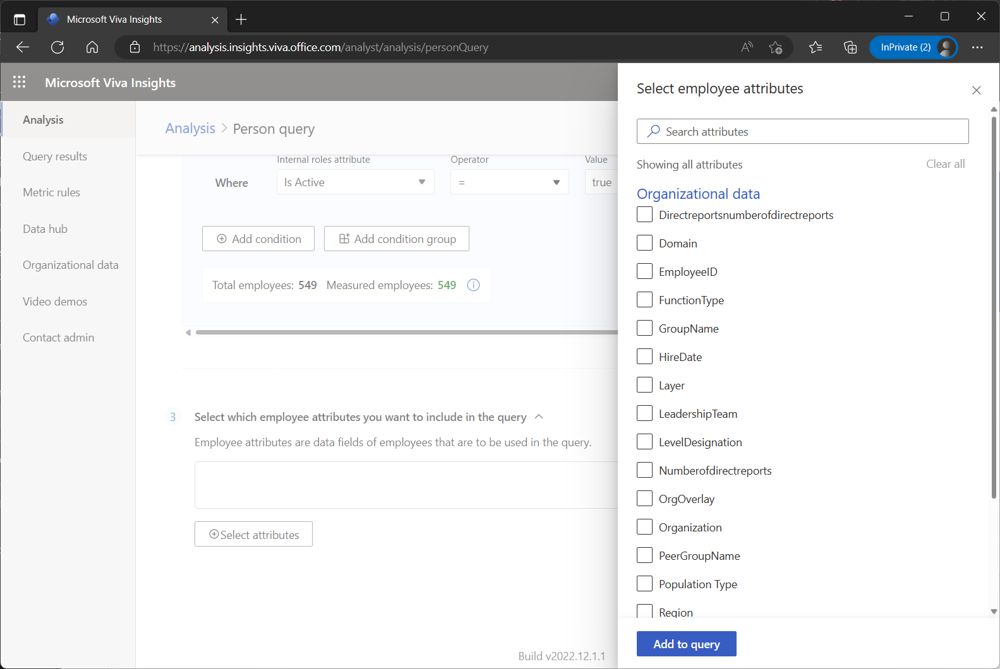 Microsoft Viva Insights
https://analysis.insights.viva.office.com/analyst/analysis/personQuery
InPrivate (2)
Microsoft Viva Insights
Analysis
Query results
Metric rules
Data hub
Organizational data
Video demos
Contact admin
Analysis > Person query
Internal roles attribute Operator Value
Where Is Active = true
Add condition Add condition group
Total employees: 549 Measured employees: 549
3 Select which employee attributes you want to include in the query
Employee attributes are data fields of employees that are to be used in the query.
Select attributes
Build v2022.12.1.1
Select employee attributes
Search attributes
Showing all attributes Clear all
Organizational data
Directreportsnumberofdirectreports
Domain
EmployeeID
FunctionType
GroupName
HireDate
Layer
LeadershipTeam
LevelDesignation
Numberofdirectreports
OrgOverlay
Organization
PeerGroupName
Population Type
Region
Add to query